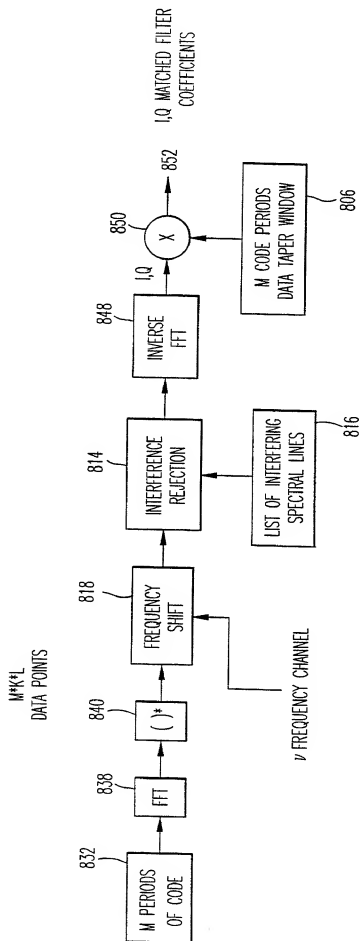 M*K*L
DATA POINTS
832
M PERIODS
OF CODE
838
FFT
840
( )*
818
FREQUENCY
SHIFT
ν FREQUENCY CHANNEL
814
INTERFERENCE
REJECTION
LIST OF INTERFERING
SPECTRAL LINES
816
848
INVERSE
FFT
I,Q
850
X
852
I,Q MATCHED FILTER
COEFFICIENTS
M CODE PERIODS
DATA TAPER WINDOW
806